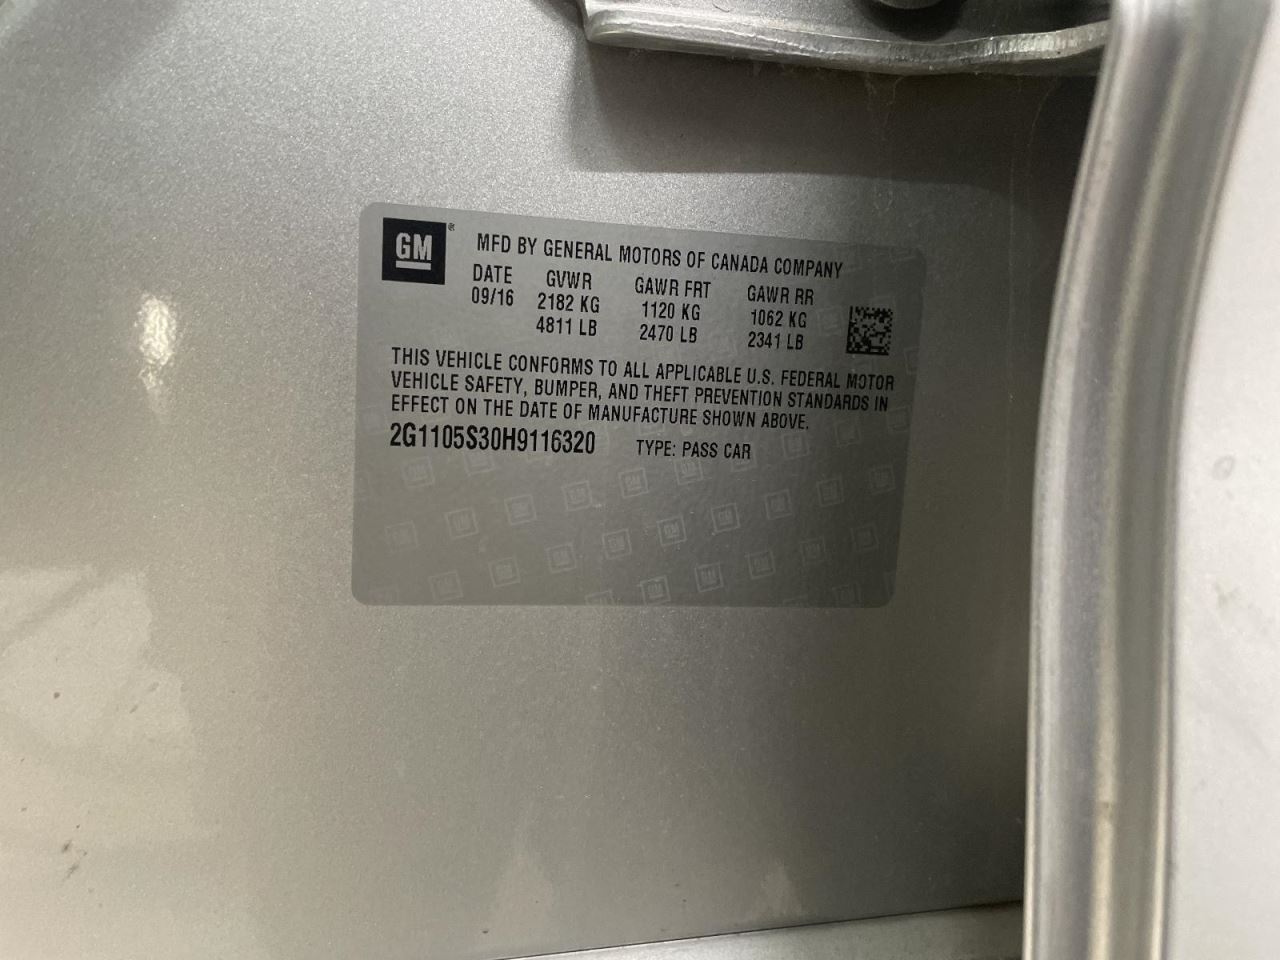 GM ®
MFD BY GENERAL MOTORS OF CANADA COMPANY
DATE GVWR GAWR FRT GAWR RR
09/16 2182 KG 1120 KG 1062 KG
4811 LB 2470 LB 2341 LB
THIS VEHICLE CONFORMS TO ALL APPLICABLE U.S. FEDERAL MOTOR
VEHICLE SAFETY, BUMPER, AND THEFT PREVENTION STANDARDS IN
EFFECT ON THE DATE OF MANUFACTURE SHOWN ABOVE.
2G1105S30H9116320 TYPE: PASS CAR